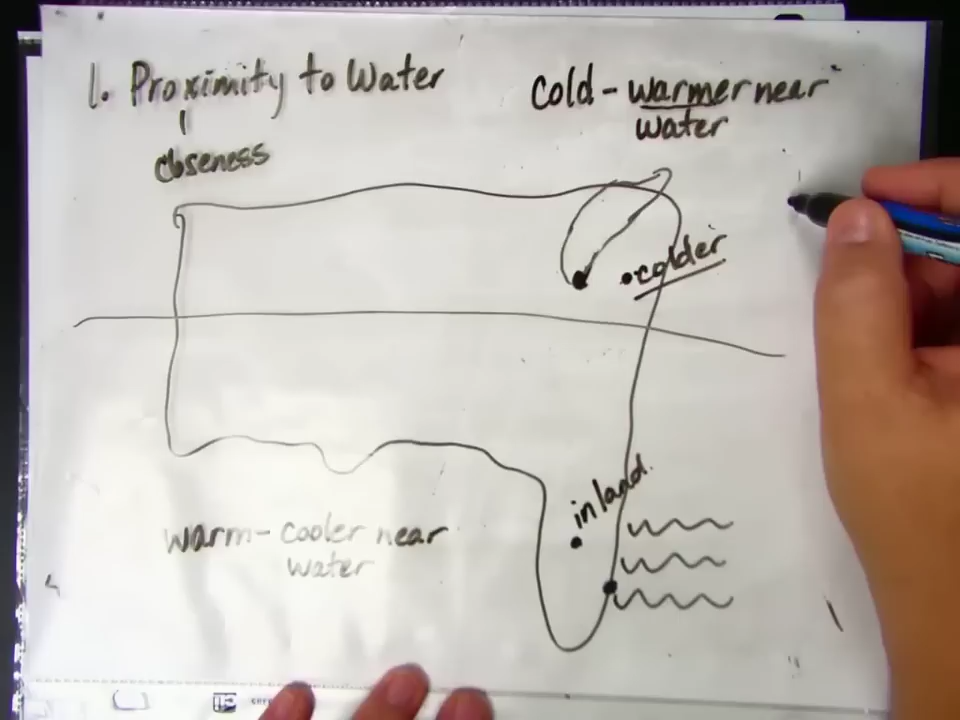 1. Proximity to Water
closeness
cold - warmer near
water
colder
inland.
warm - cooler near
water